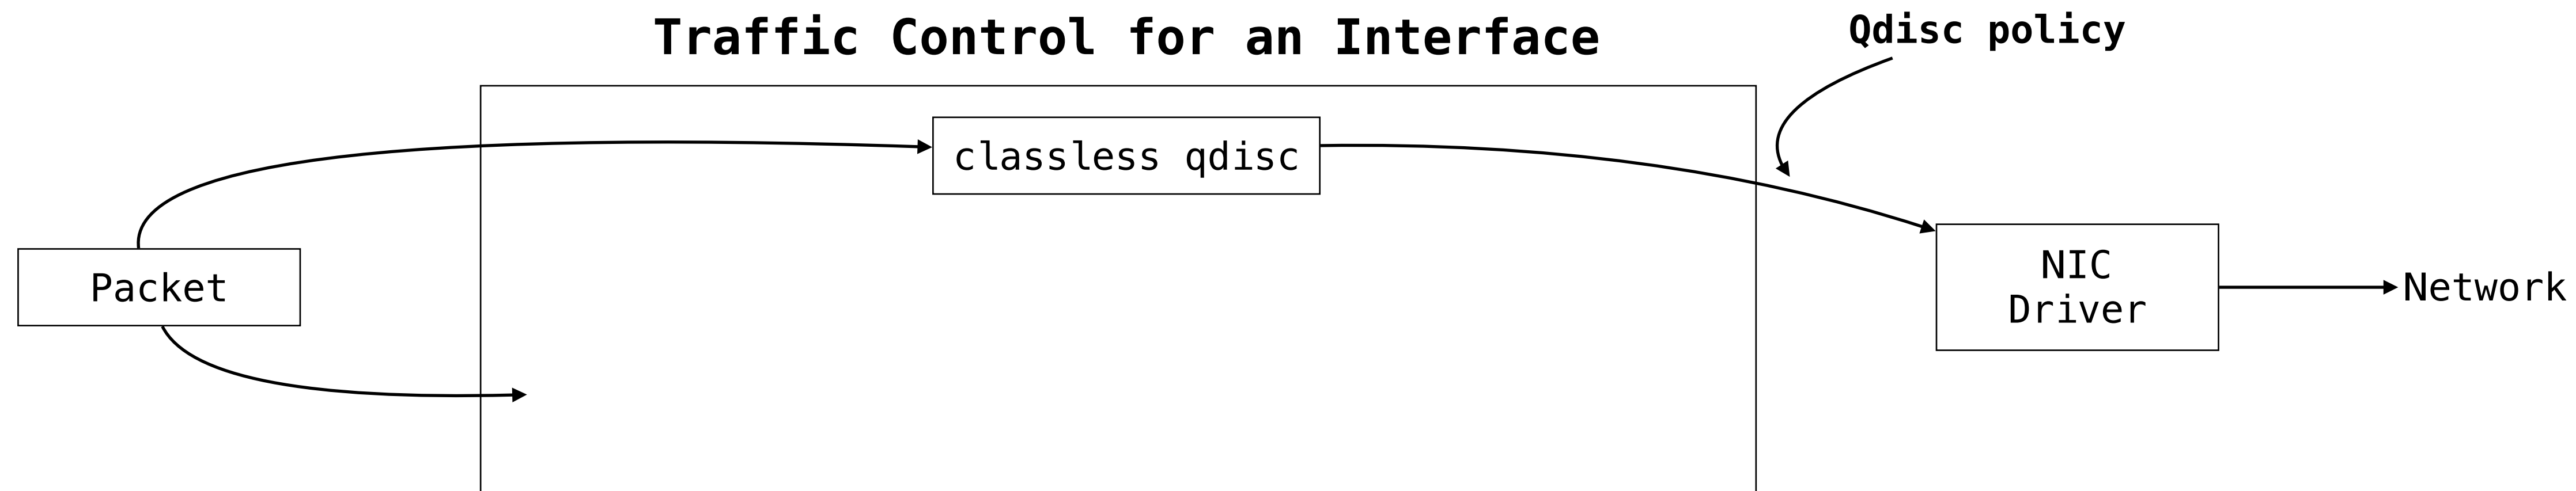 Traffic Control for an Interface
Qdisc policy
classless qdisc
Packet
NIC
Driver
Network